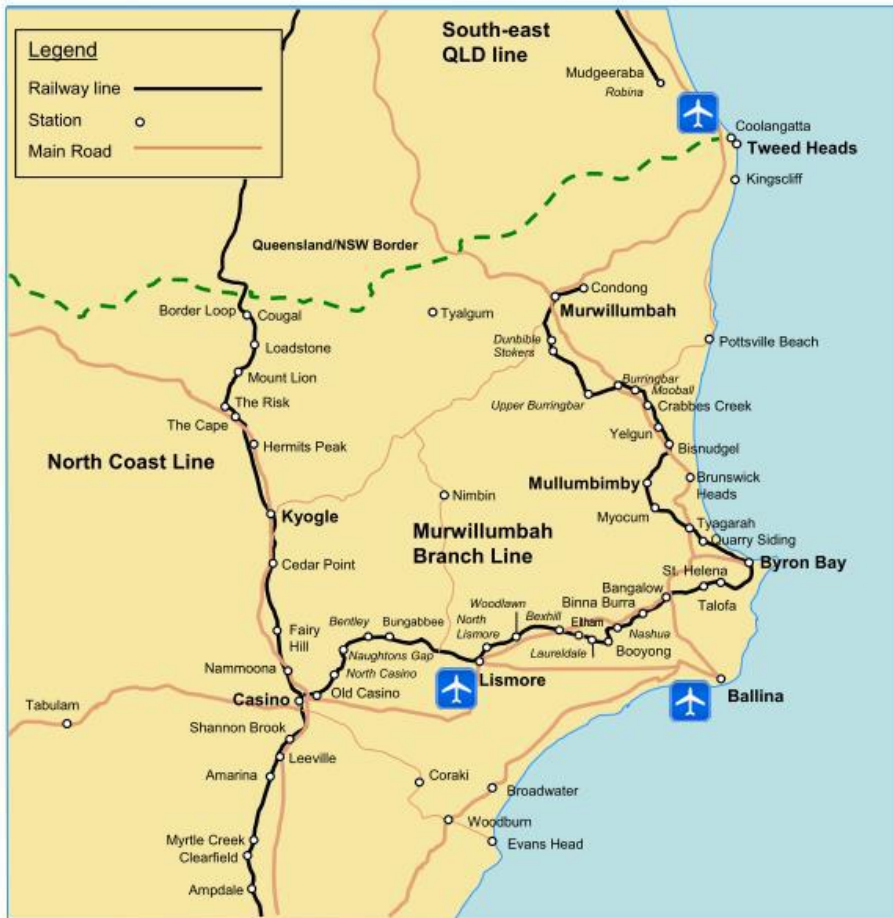 Legend
Railway line
Station
Main Road
South-east
QLD line
Mudgeeraba
Robina
Coolangatta
Tweed Heads
Kingscliff
Queensland/NSW Border
Condong
Murwillumbah
Border Loop
Cougal
Tyalgum
Loadstone
Dunbible
Stokers
Pottsville Beach
Mount Lion
Burringbar
Mooball
Upper Burringbar
Crabbes Creek
The Risk
The Cape
Yelgun
Hermits Peak
Bisnudgel
North Coast Line
Mullumbimby
Brunswick
Heads
Nimbin
Kyogle
Myocum
Murwillumbah
Branch Line
Tyagarah
Quarry Siding
Cedar Point
St. Helena
Byron Bay
Bangalow
Talofa
Woodlawn
Binna Burra
Bexhill
Bentley
Bungabbee
North
Lismore
Eltham
Fairy
Hill
Nashua
Naughtons Gap
Laureldale
Booyong
Nammoona
North Casino
Lismore
Casino
Old Casino
Ballina
Tabulam
Shannon Brook
Leeville
Amarina
Coraki
Broadwater
Woodburn
Myrtle Creek
Clearfield
Evans Head
Ampdale